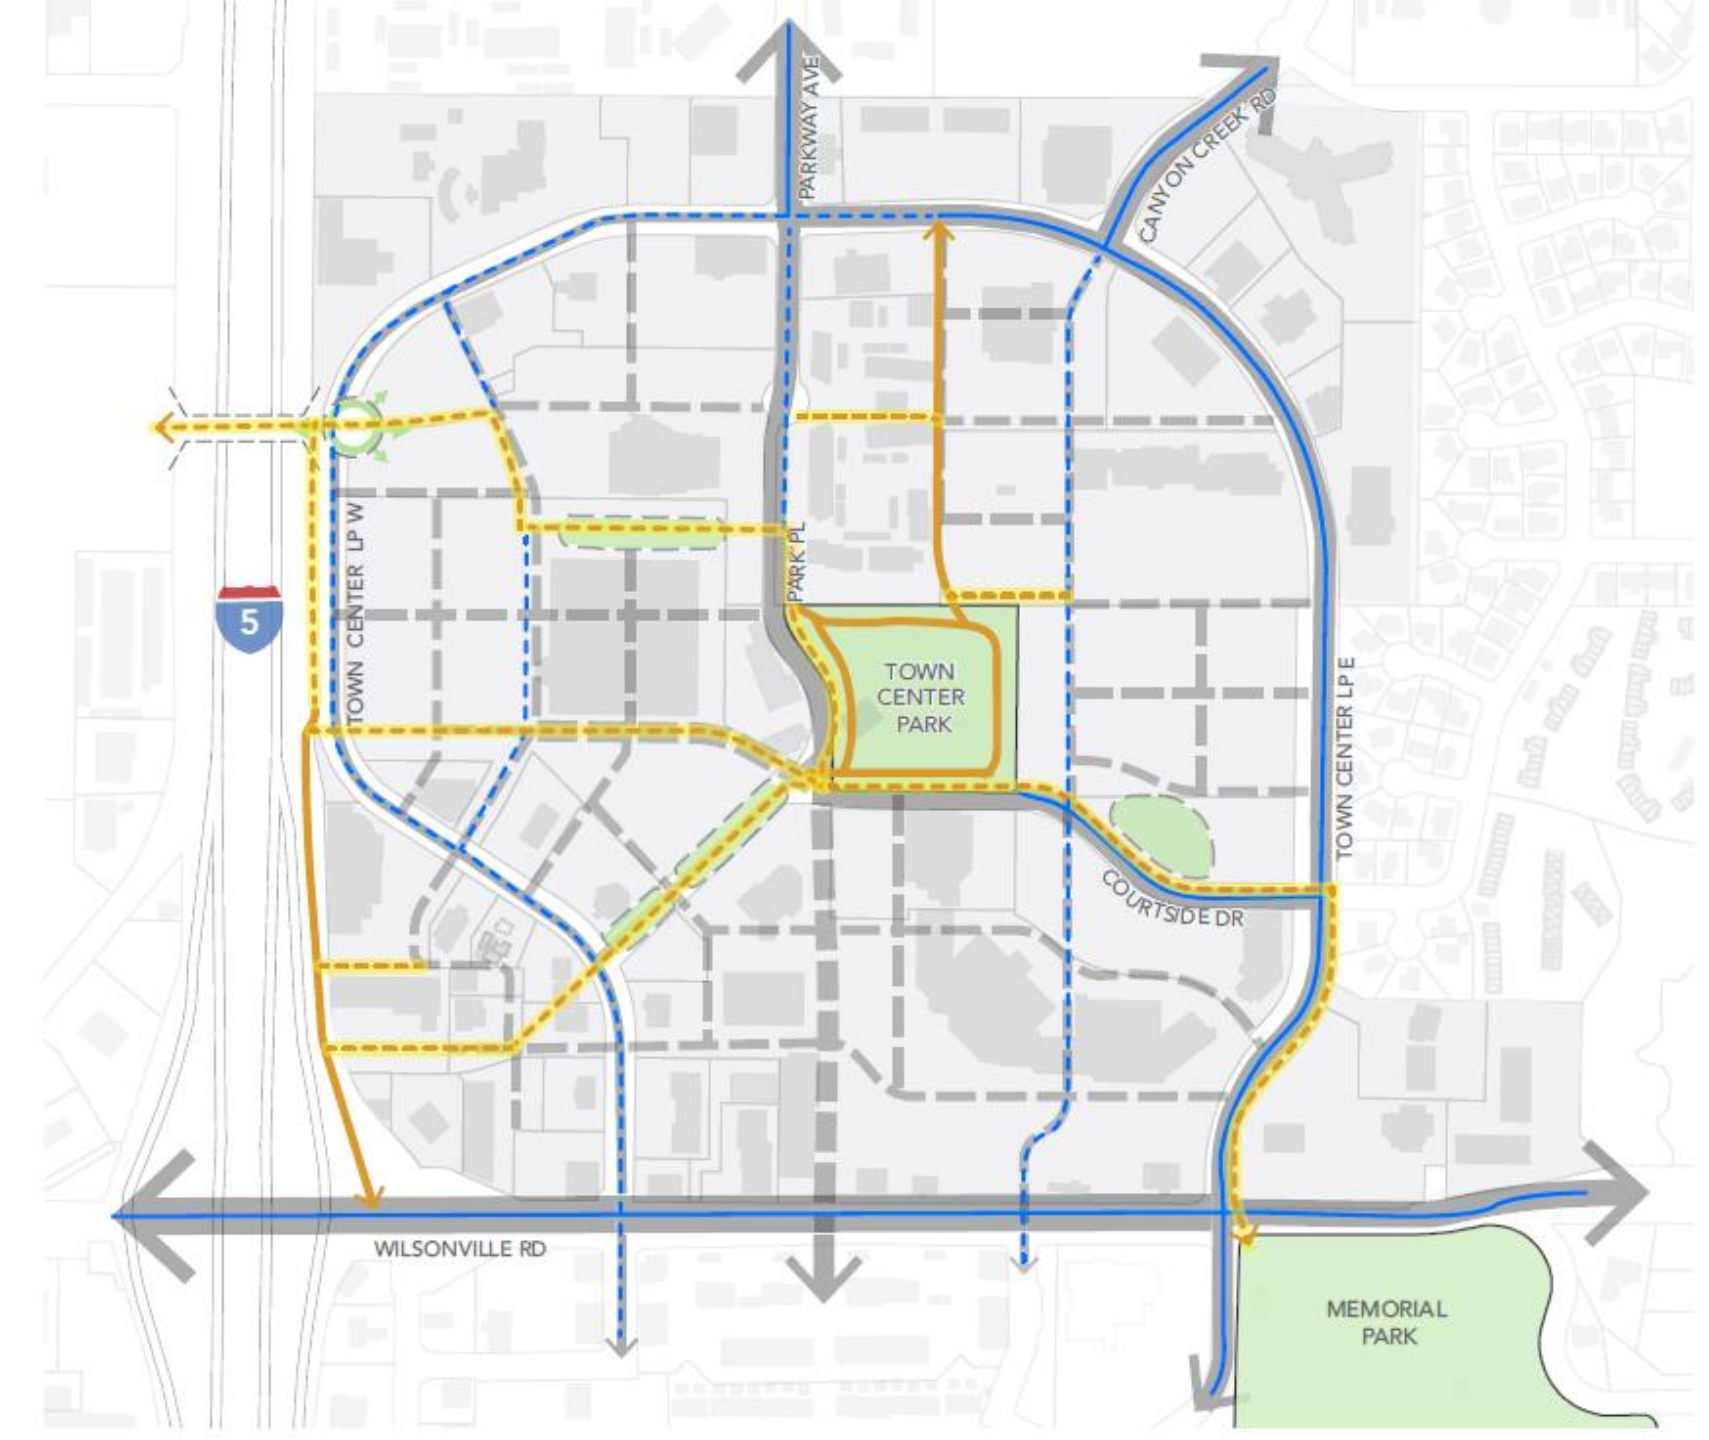 PARKWAY AVE
CANYON CREEK RD
TOWN CENTER LP W
PARK PL
5
TOWN
CENTER
PARK
TOWN CENTER LP E
COURTSIDE DR
WILSONVILLE RD
MEMORIAL
PARK